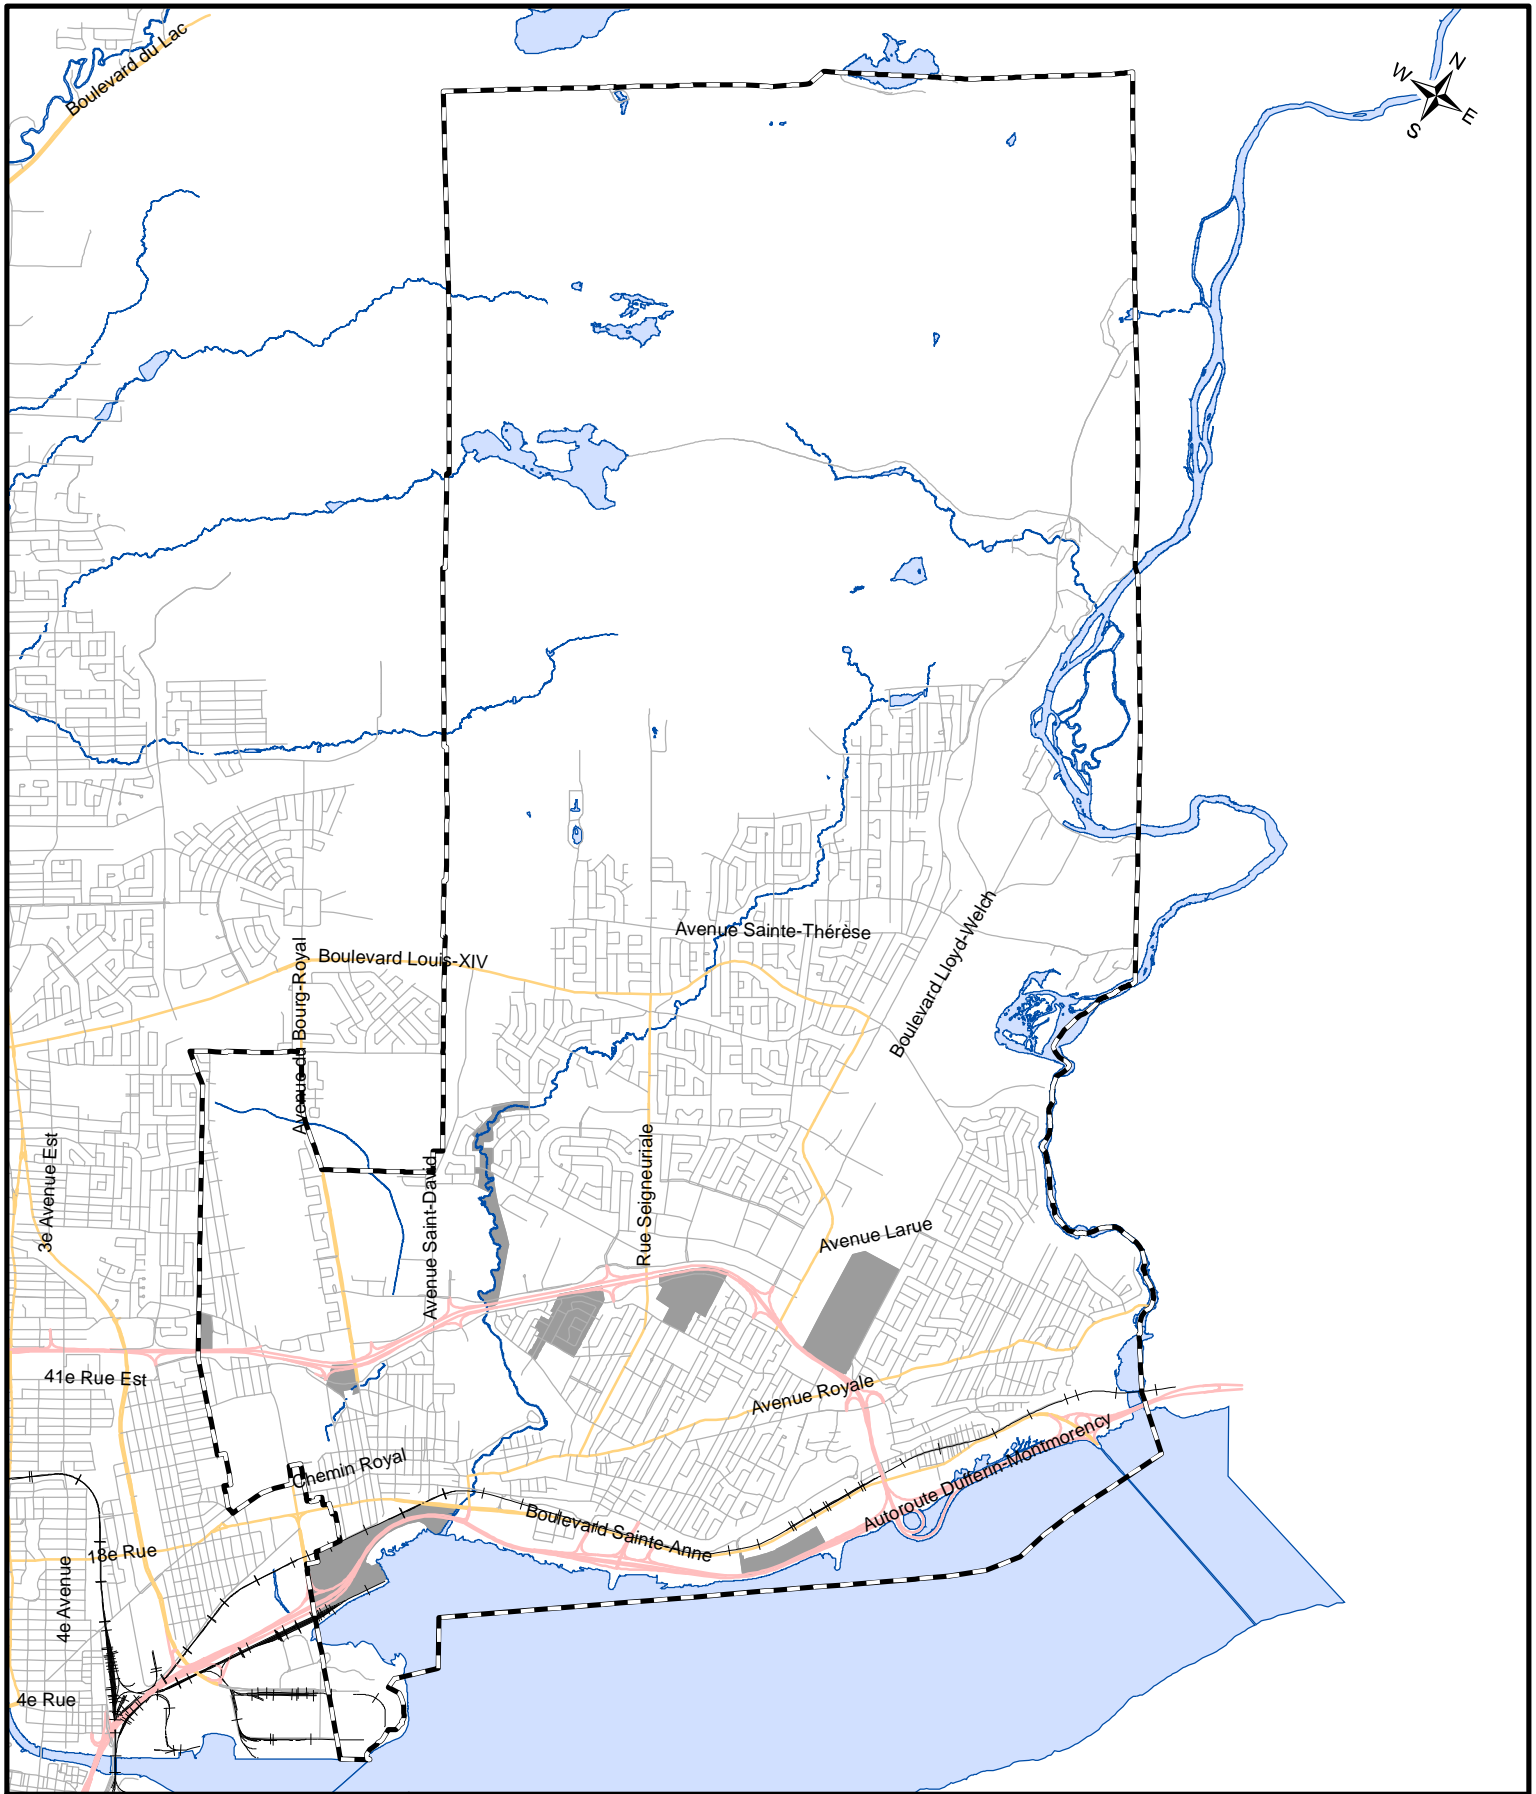 Boulevard du Lac
N
W
E
S
Avenue Sainte-Thérèse
Boulevard Louis-XIV
Boulevard Lloyd-Welch
Avenue du Bourg-Royal
3e Avenue Est
Avenue Saint-David
Rue Seigneuriale
Avenue Larue
41e Rue Est
Avenue Royale
Chemin Royal
Autoroute Dufferin-Montmorency
Boulevard Sainte-Anne
18e Rue
4e Avenue
4e Rue